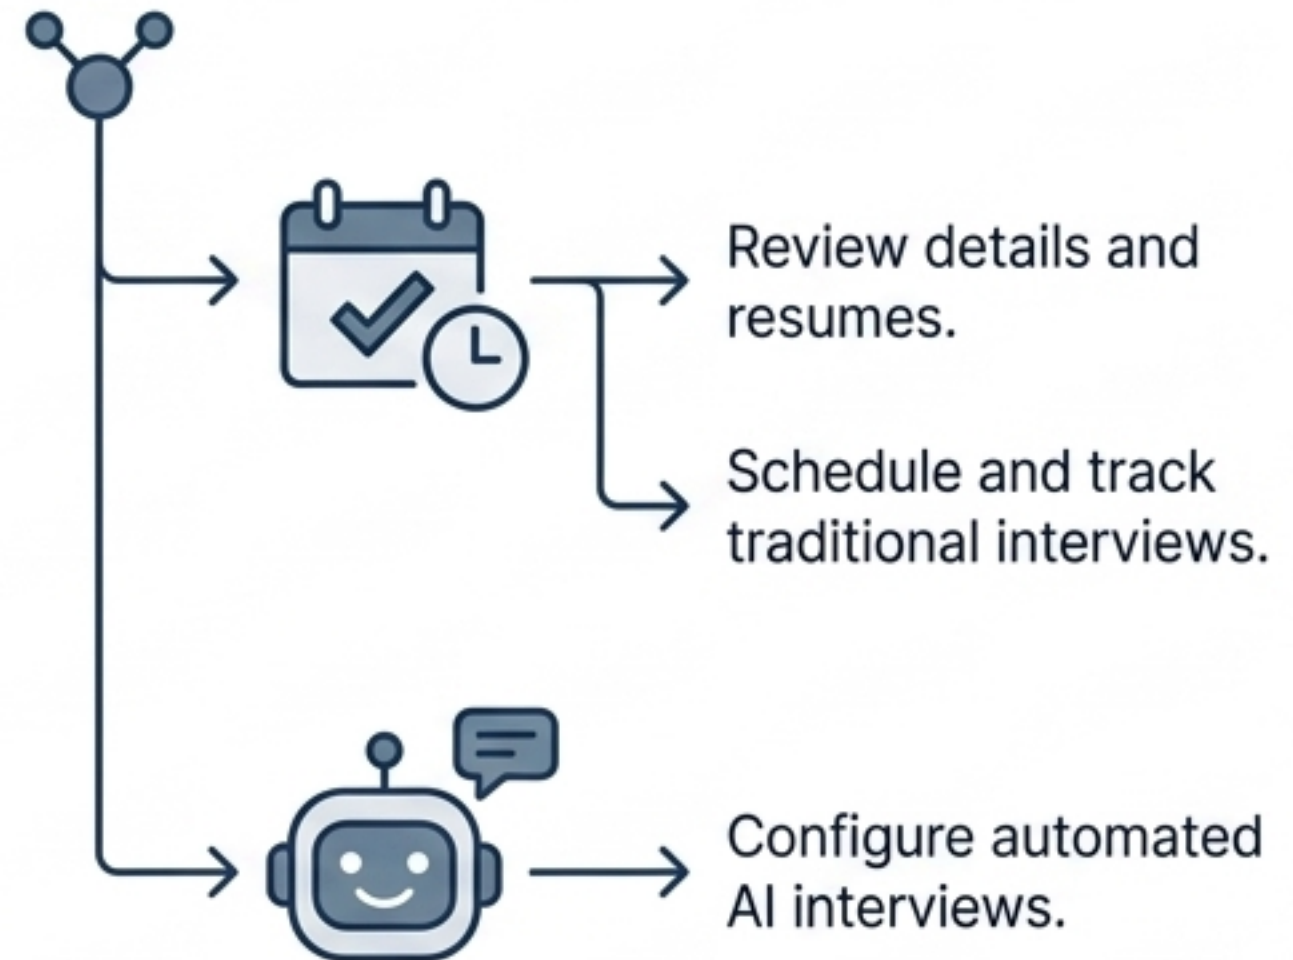 Review details and
resumes.
Schedule and track
traditional interviews.
Configure automated
AI interviews.